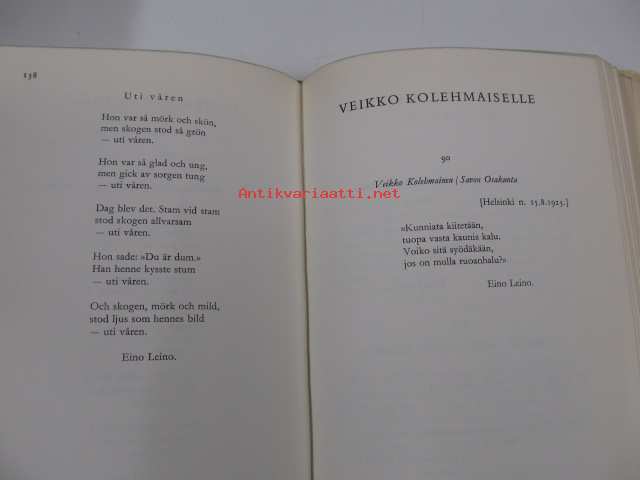 138
Uti våren
Hon var så mörk och skön,
men skogen stod så grön
— uti våren.
Hon var så glad och ung,
men gick av sorgen tung
— uti våren.
Dag blev det. Stam vid stam
stod skogen allvarsam
— uti våren.
Hon sade: »Du är dum.»
Han henne kysste stum
— uti våren.
Och skogen, mörk och mild,
stod ljus som hennes bild
— uti våren.
Eino Leino.
VEIKKO KOLEHMAISELLE
90
Veikko Kolehmainen / Savon Osakunta
[Helsinki n. 15.8.1925.]
»Kunniata kiitetään,
tuopa vasta kaunis kalu.
Voiko sitä syödäkään,
jos on mulla ruoanhalu?»
Eino Leino.
Antikvariaatti.net